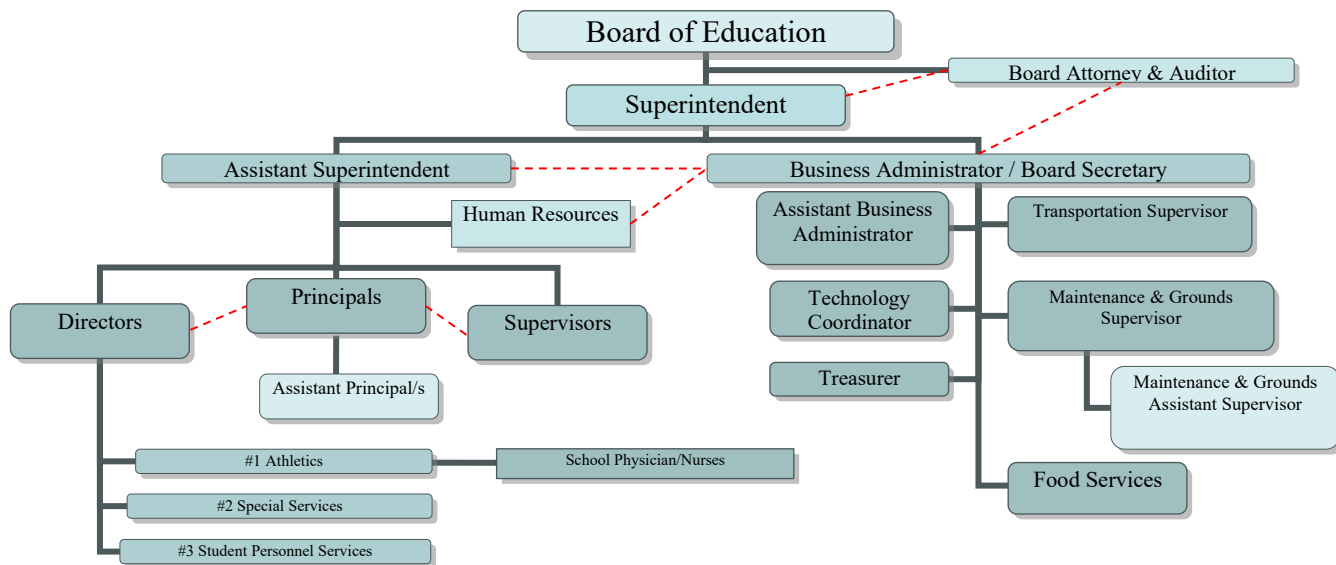 Board of Education
Board Attorney & Auditor
Superintendent
Assistant Superintendent
Business Administrator / Board Secretary
Human Resources
Assistant Business
Administrator
Transportation Supervisor
Directors
Principals
Supervisors
Technology
Coordinator
Maintenance & Grounds
Supervisor
Assistant Principal/s
Treasurer
Maintenance & Grounds
Assistant Supervisor
#1 Athletics
School Physician/Nurses
Food Services
#2 Special Services
#3 Student Personnel Services